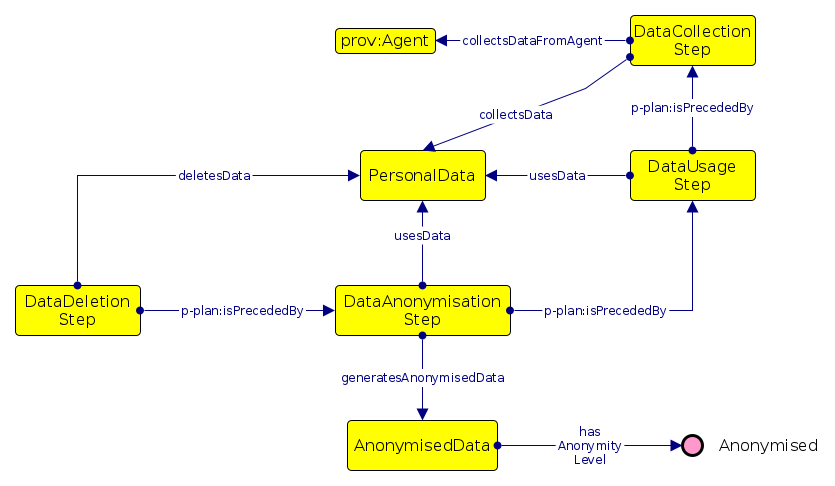 DataCollection
Step
prov:Agent
collectsDataFromAgent
p-plan:isPrecededBy
collectsData
DataUsage
Step
PersonalData
deletesData
usesData
usesData
DataDeletion
Step
p-plan:isPrecededBy
DataAnonymisation
Step
p-plan:isPrecededBy
generatesAnonymisedData
AnonymisedData
has
Anonymity
Level
Anonymised